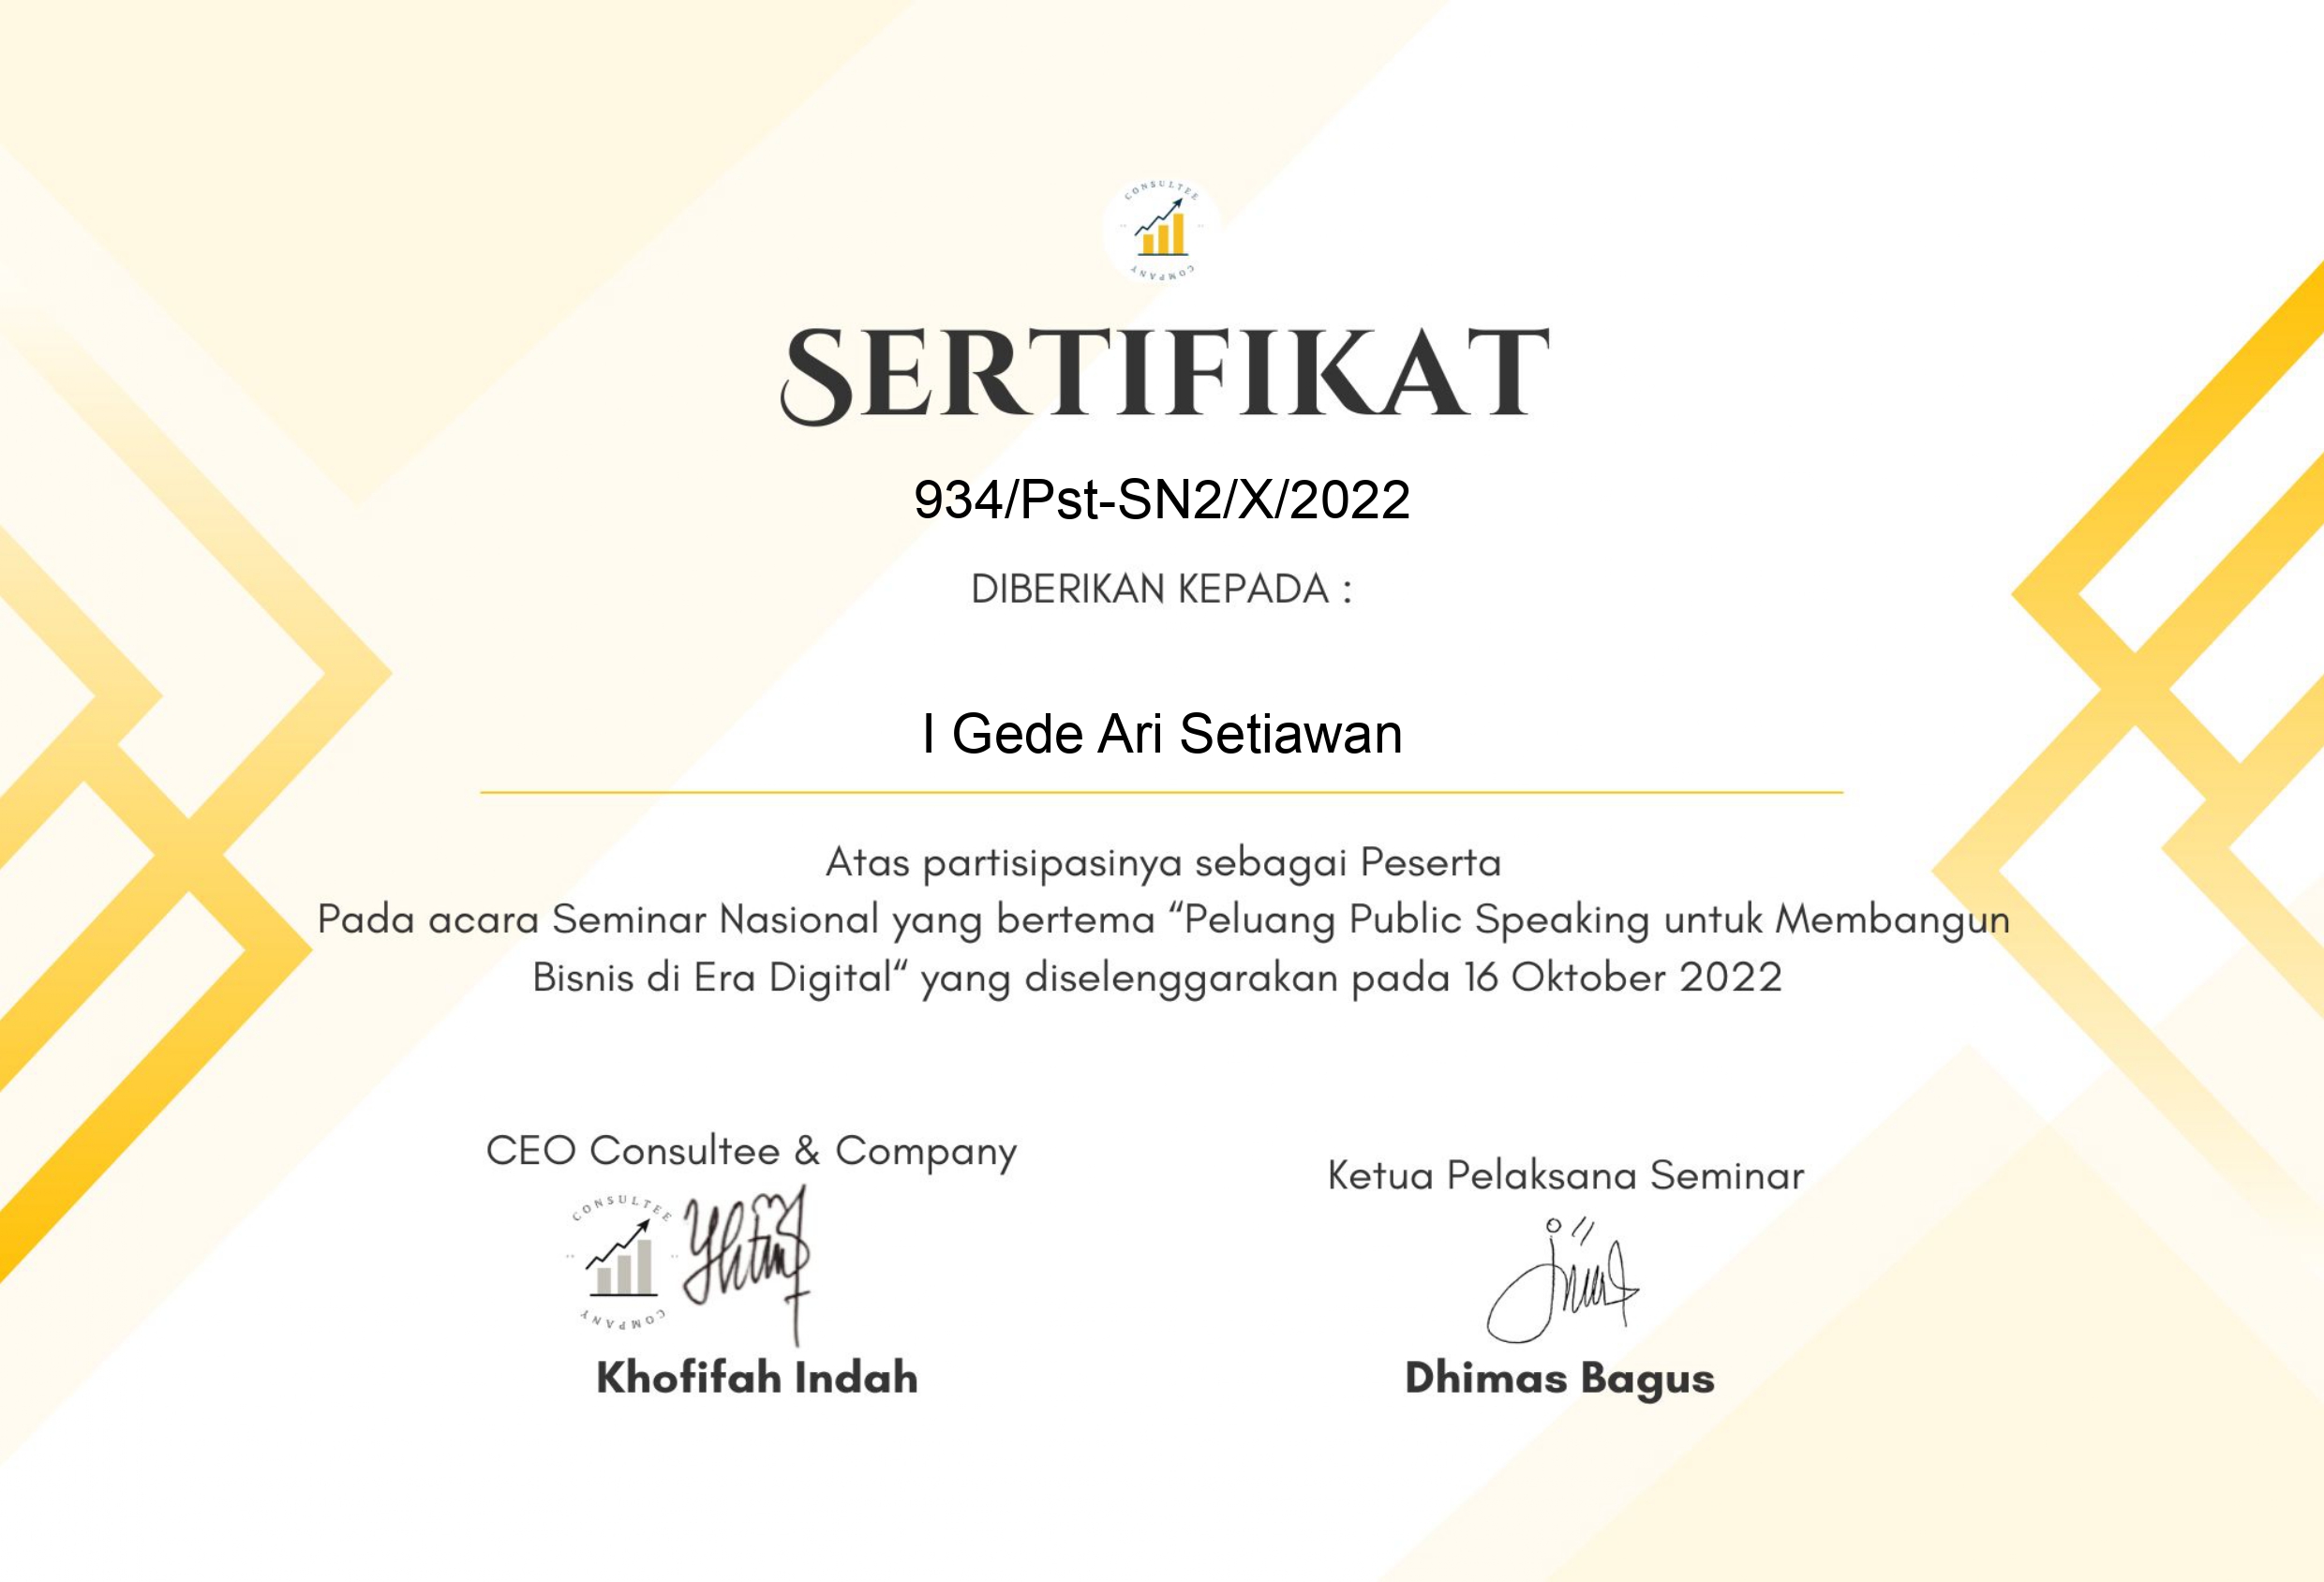 CONSULTEE
COMPANY
SERTIFIKAT
934/Pst-SN2/X/2022
DIBERIKAN KEPADA :
I Gede Ari Setiawan
Atas partisipasinya sebagai Peserta
Pada acara Seminar Nasional yang bertema “Peluang Public Speaking untuk Membangun
Bisnis di Era Digital“ yang diselenggarakan pada 16 Oktober 2022
CEO Consultee & Company
CONSULTEE
COMPANY
Khofifah Indah
Ketua Pelaksana Seminar
Dhimas Bagus